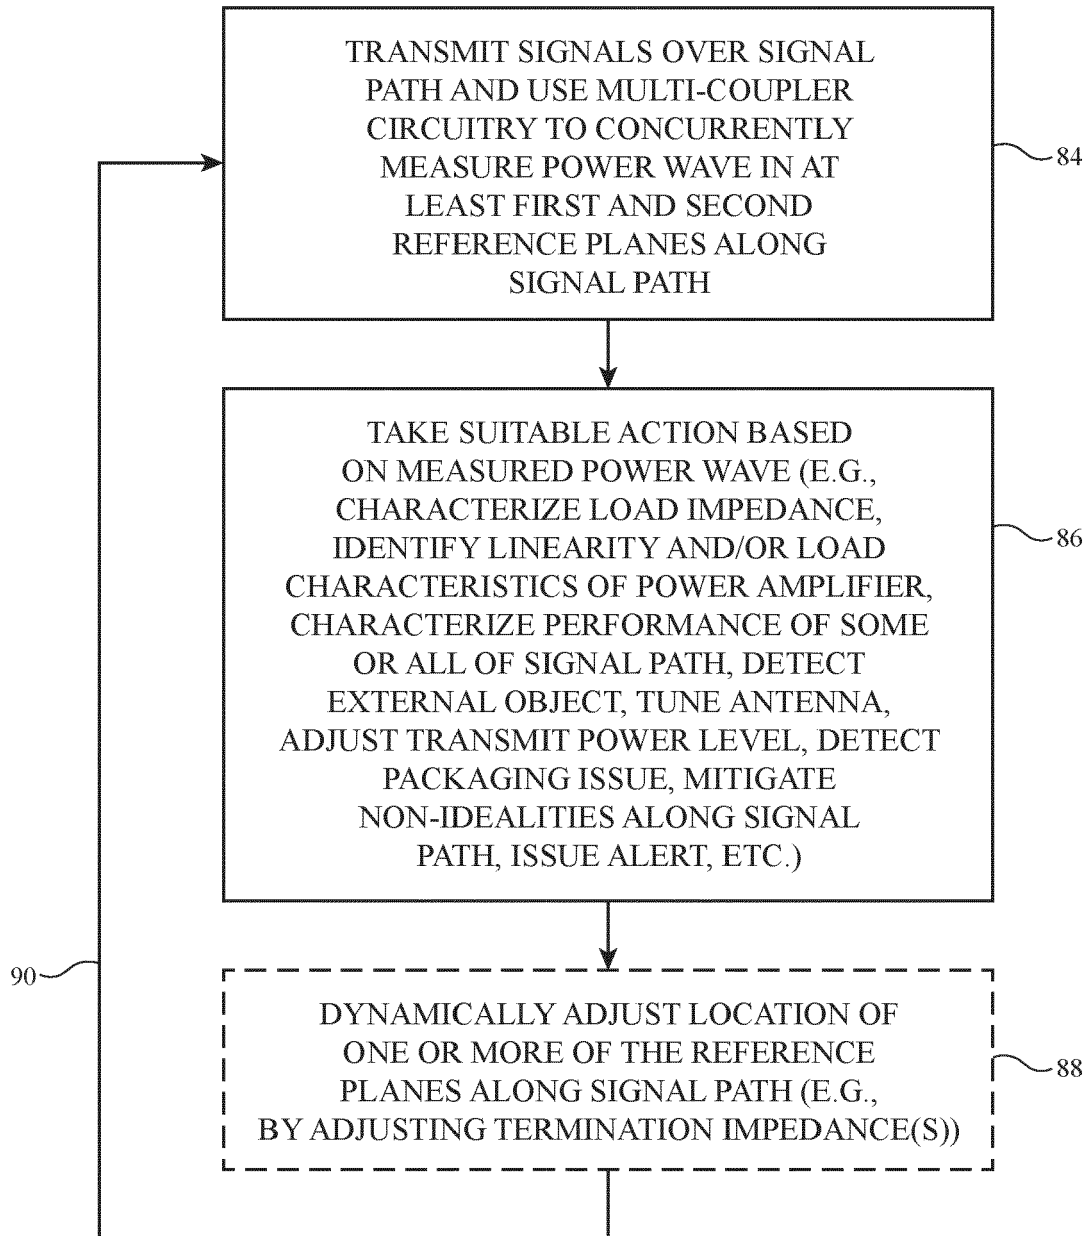 TRANSMIT SIGNALS OVER SIGNAL
PATH AND USE MULTI-COUPLER
CIRCUITRY TO CONCURRENTLY
MEASURE POWER WAVE IN AT
LEAST FIRST AND SECOND
REFERENCE PLANES ALONG
SIGNAL PATH
84
TAKE SUITABLE ACTION BASED
ON MEASURED POWER WAVE (E.G.,
CHARACTERIZE LOAD IMPEDANCE,
IDENTIFY LINEARITY AND/OR LOAD
CHARACTERISTICS OF POWER AMPLIFIER,
CHARACTERIZE PERFORMANCE OF SOME
OR ALL OF SIGNAL PATH, DETECT
EXTERNAL OBJECT, TUNE ANTENNA,
ADJUST TRANSMIT POWER LEVEL, DETECT
PACKAGING ISSUE, MITIGATE
NON-IDEALITIES ALONG SIGNAL
PATH, ISSUE ALERT, ETC.)
86
90
DYNAMICALLY ADJUST LOCATION OF
ONE OR MORE OF THE REFERENCE
PLANES ALONG SIGNAL PATH (E.G.,
BY ADJUSTING TERMINATION IMPEDANCE(S))
88